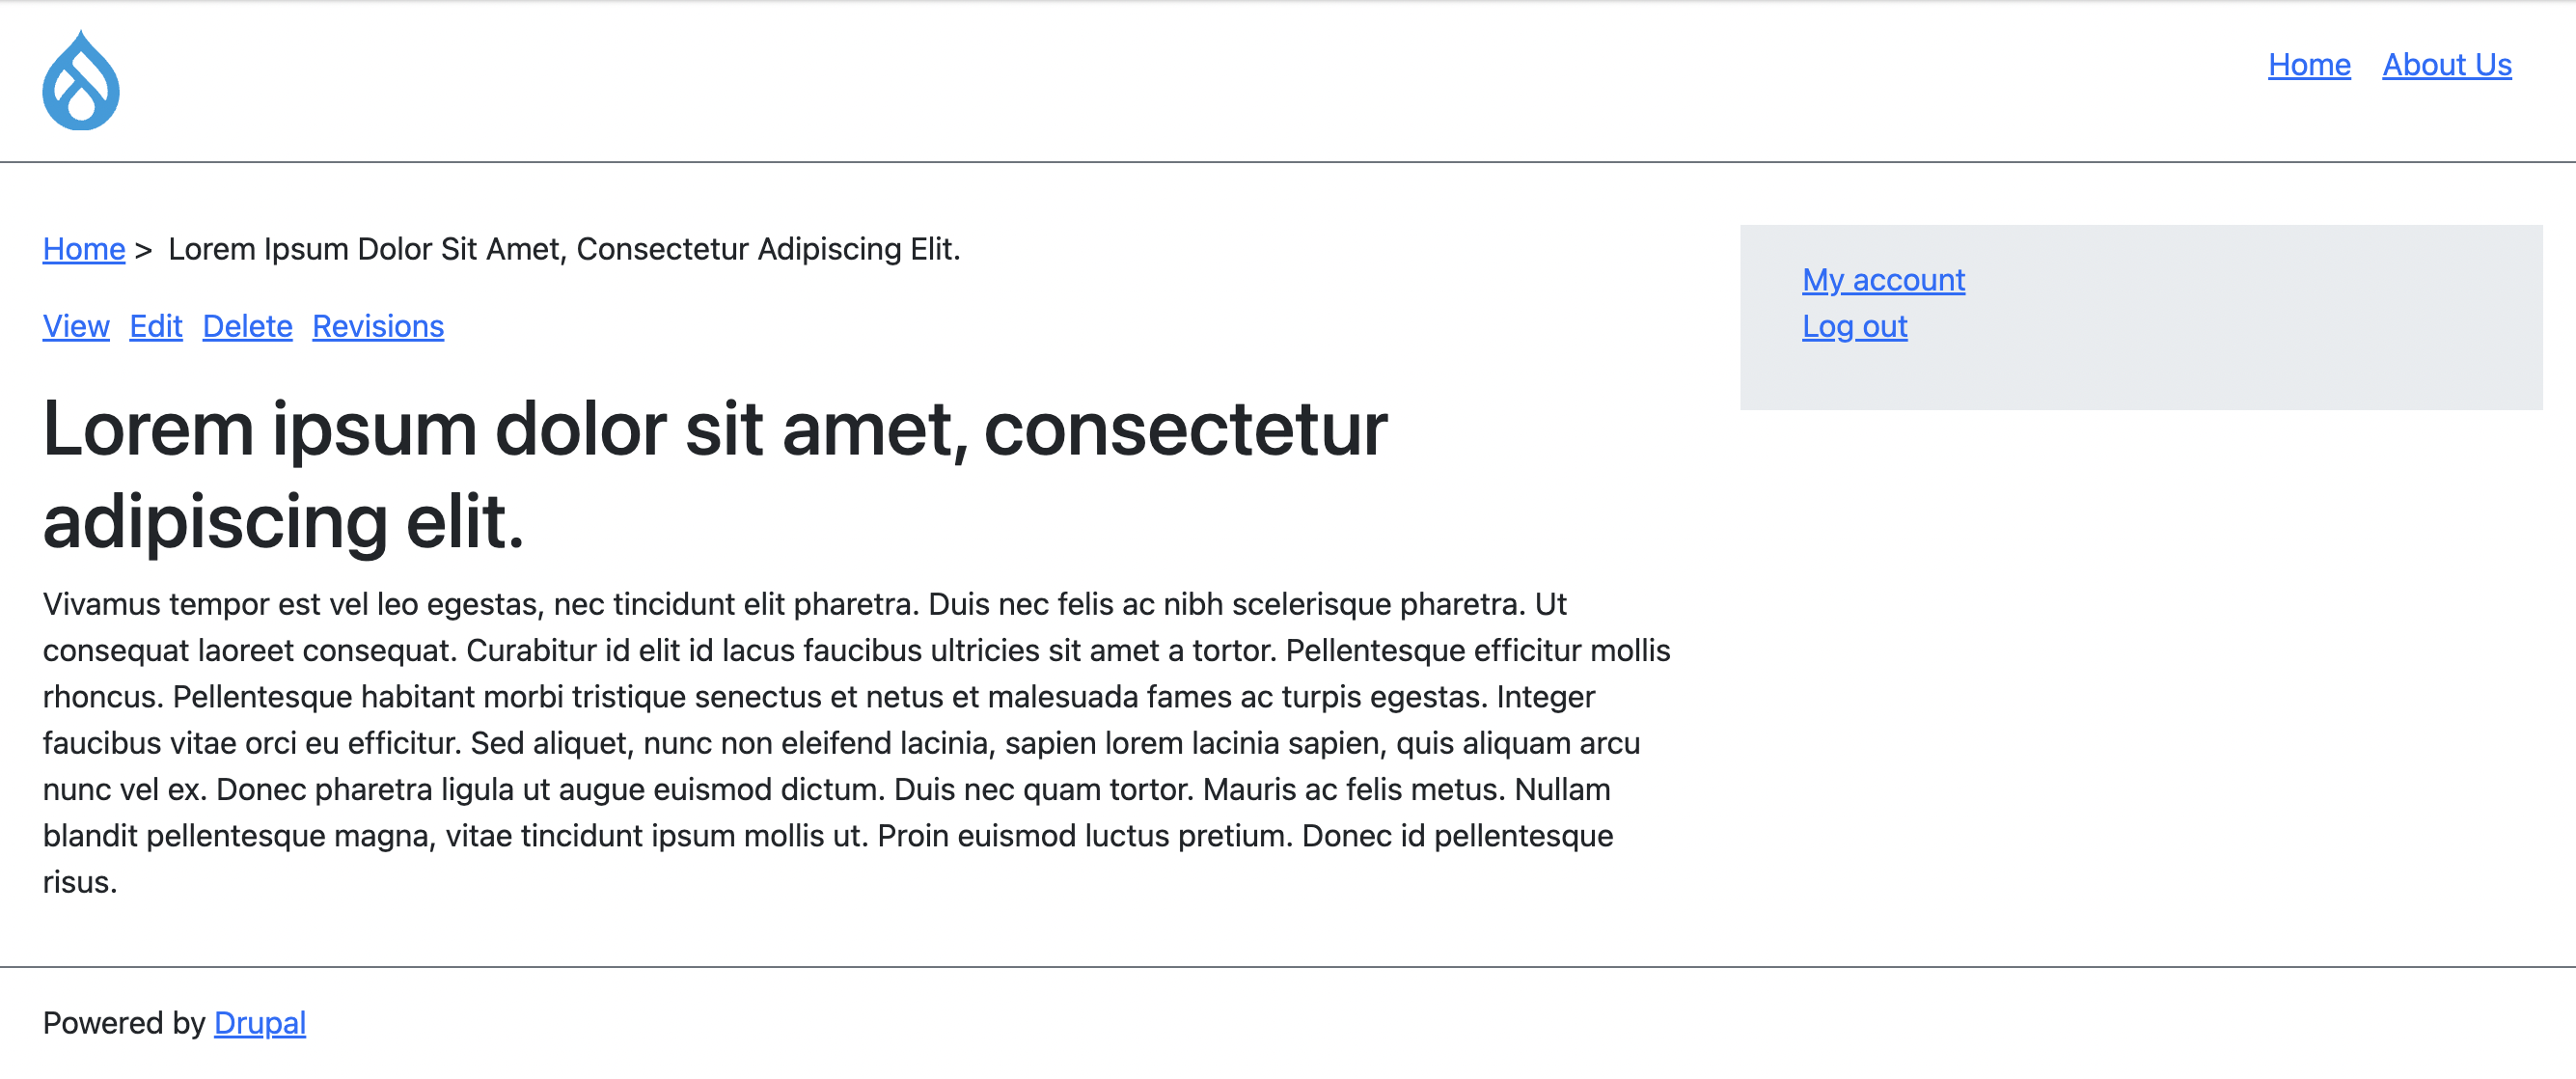 Home About Us
Home > Lorem Ipsum Dolor Sit Amet, Consectetur Adipiscing Elit.
View Edit Delete Revisions
Lorem ipsum dolor sit amet, consectetur
adipiscing elit.
Vivamus tempor est vel leo egestas, nec tincidunt elit pharetra. Duis nec felis ac nibh scelerisque pharetra. Ut
consequat laoreet consequat. Curabitur id elit id lacus faucibus ultricies sit amet a tortor. Pellentesque efficitur mollis
rhoncus. Pellentesque habitant morbi tristique senectus et netus et malesuada fames ac turpis egestas. Integer
faucibus vitae orci eu efficitur. Sed aliquet, nunc non eleifend lacinia, sapien lorem lacinia sapien, quis aliquam arcu
nunc vel ex. Donec pharetra ligula ut augue euismod dictum. Duis nec quam tortor. Mauris ac felis metus. Nullam
blandit pellentesque magna, vitae tincidunt ipsum mollis ut. Proin euismod luctus pretium. Donec id pellentesque
risus.
My account
Log out
Powered by Drupal